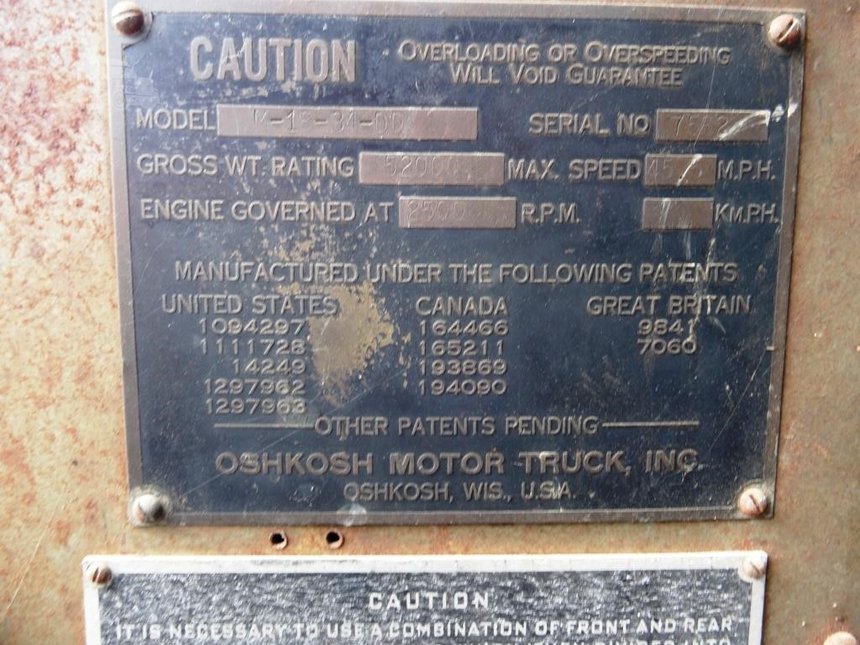 CAUTION OVERLOADING OR OVERSPEEDING
WILL VOID GUARANTEE
MODEL
SERIAL NO
GROSS WT. RATING MAX. SPEED M.P.H.
ENGINE GOVERNED AT 2500 R.P.M. KM.PH.
MANUFACTURED UNDER THE FOLLOWING PATENTS
UNITED STATES CANADA GREAT BRITAIN
1094297 164466 9841
1111728 165211 7060
14249 193869
1297962 194090
1297963
OTHER PATENTS PENDING
OSHKOSH MOTOR TRUCK, INC.
OSHKOSH, WIS., U.S.A.
CAUTION
IT IS NECESSARY TO USE A COMBINATION OF FRONT AND REAR